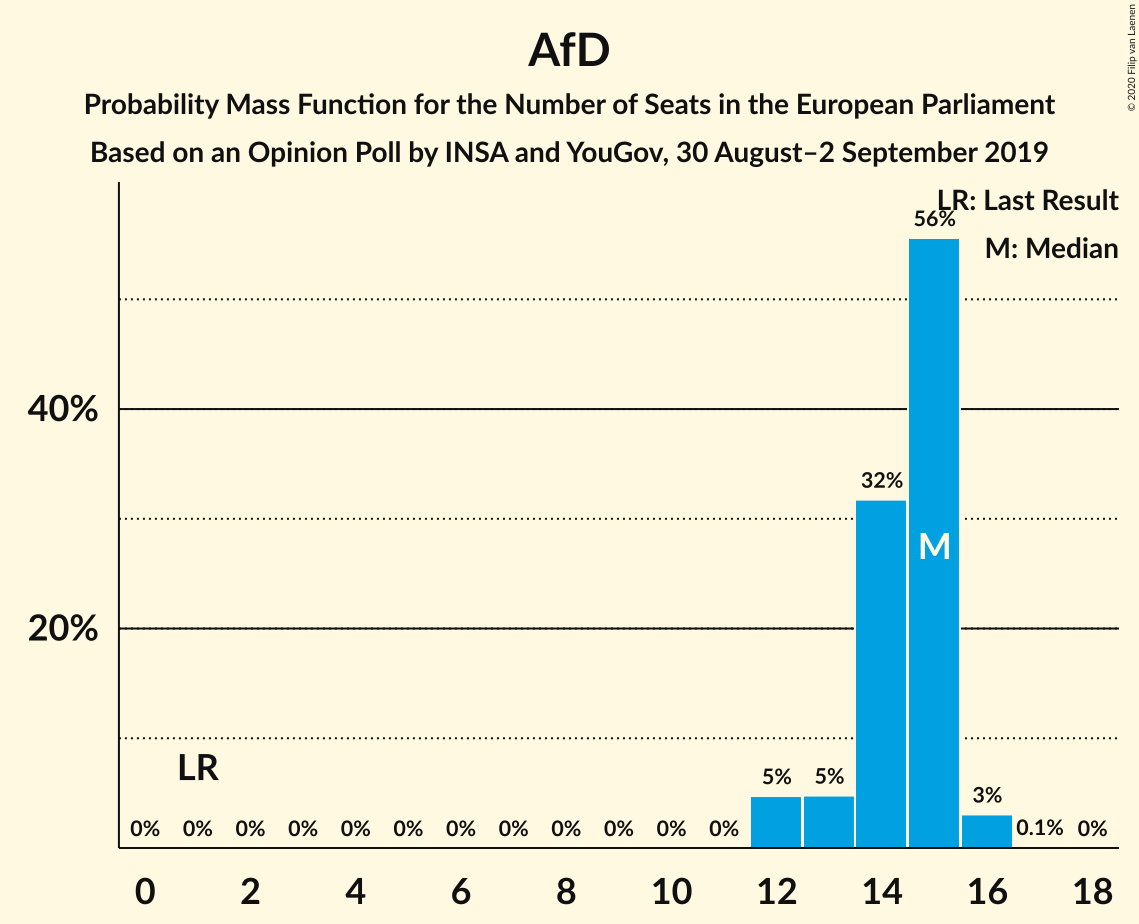 AfD
Probability Mass Function for the Number of Seats in the European Parliament
Based on an Opinion Poll by INSA and YouGov, 30 August–2 September 2019
© 2020 Filip van Laenen
LR: Last Result
M: Median
40%
20%
LR
M
0% 0% 0% 0% 0% 0% 0% 0% 0% 0% 0% 0% 5% 5% 32% 56% 3% 0.1% 0%
0 2 4 6 8 10 12 14 16 18